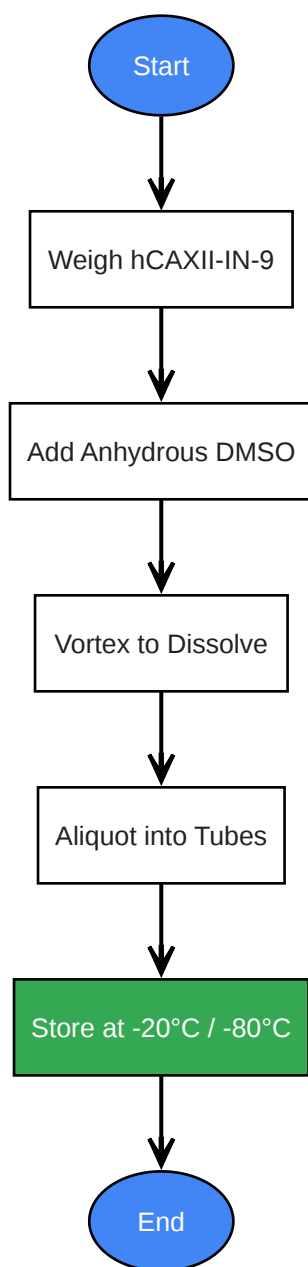 Start
Weigh hCAXII-IN-9
Add Anhydrous DMSO
Vortex to Dissolve
Aliquot into Tubes
Store at -20°C / -80°C
End